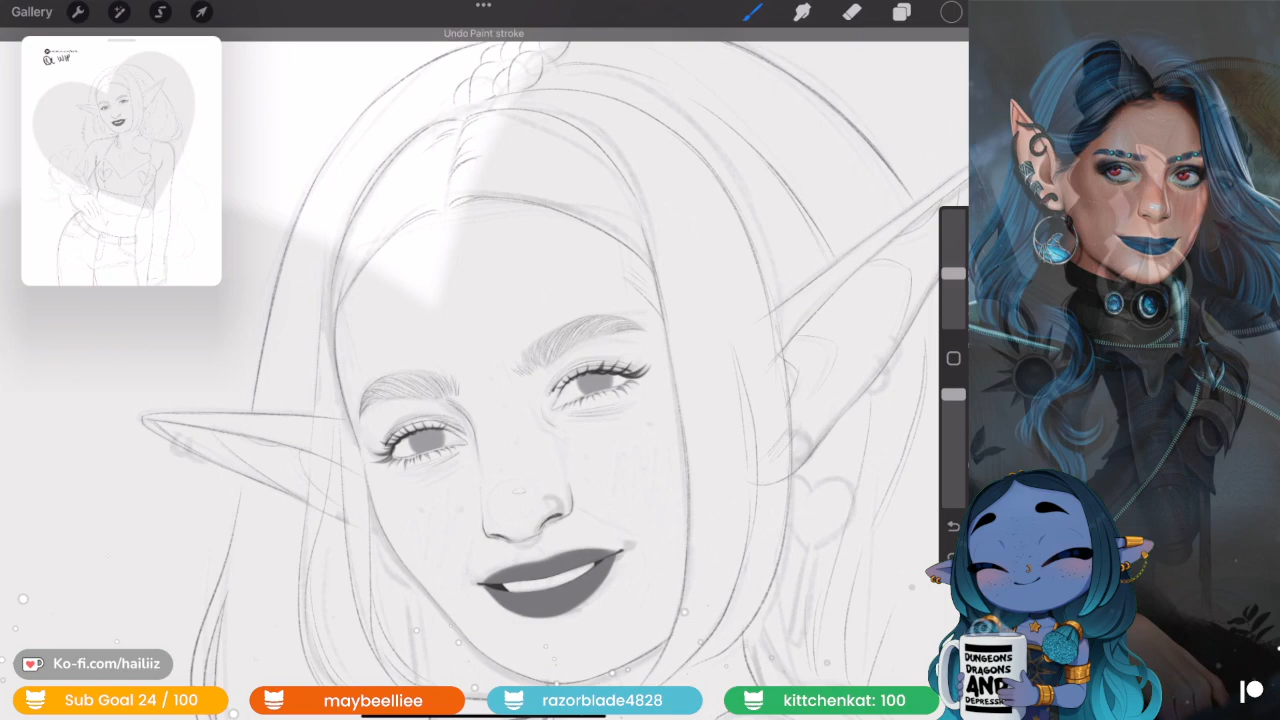 Gallery
Undo Paint stroke
WIP
DUNGEONS
DRAGONS
AND
DEPRESSION
Ko-fi.com/hailiiz
Sub Goal 24 / 100
maybeelliee
razorblade4828
kittchenkat: 100